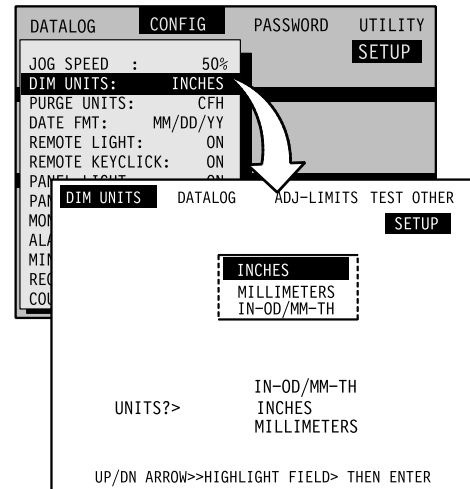 DATALOG CONFIG PASSWORD UTILITY
SETUP
JOG SPEED : 50%
DIM UNITS: INCHES
PURGE UNITS: CFH
DATE FMT: MM/DD/YY
REMOTE LIGHT: ON
REMOTE KEYCLICK: ON
DIM UNITS DATALOG ADJ-LIMITS TEST OTHER
SETUP
INCHES
MILLIMETERS
IN-OD/MM-TH
IN-OD/MM-TH
UNITS?> INCHES
MILLIMETERS
UP/DN ARROW>>HIGHLIGHT FIELD> THEN ENTER